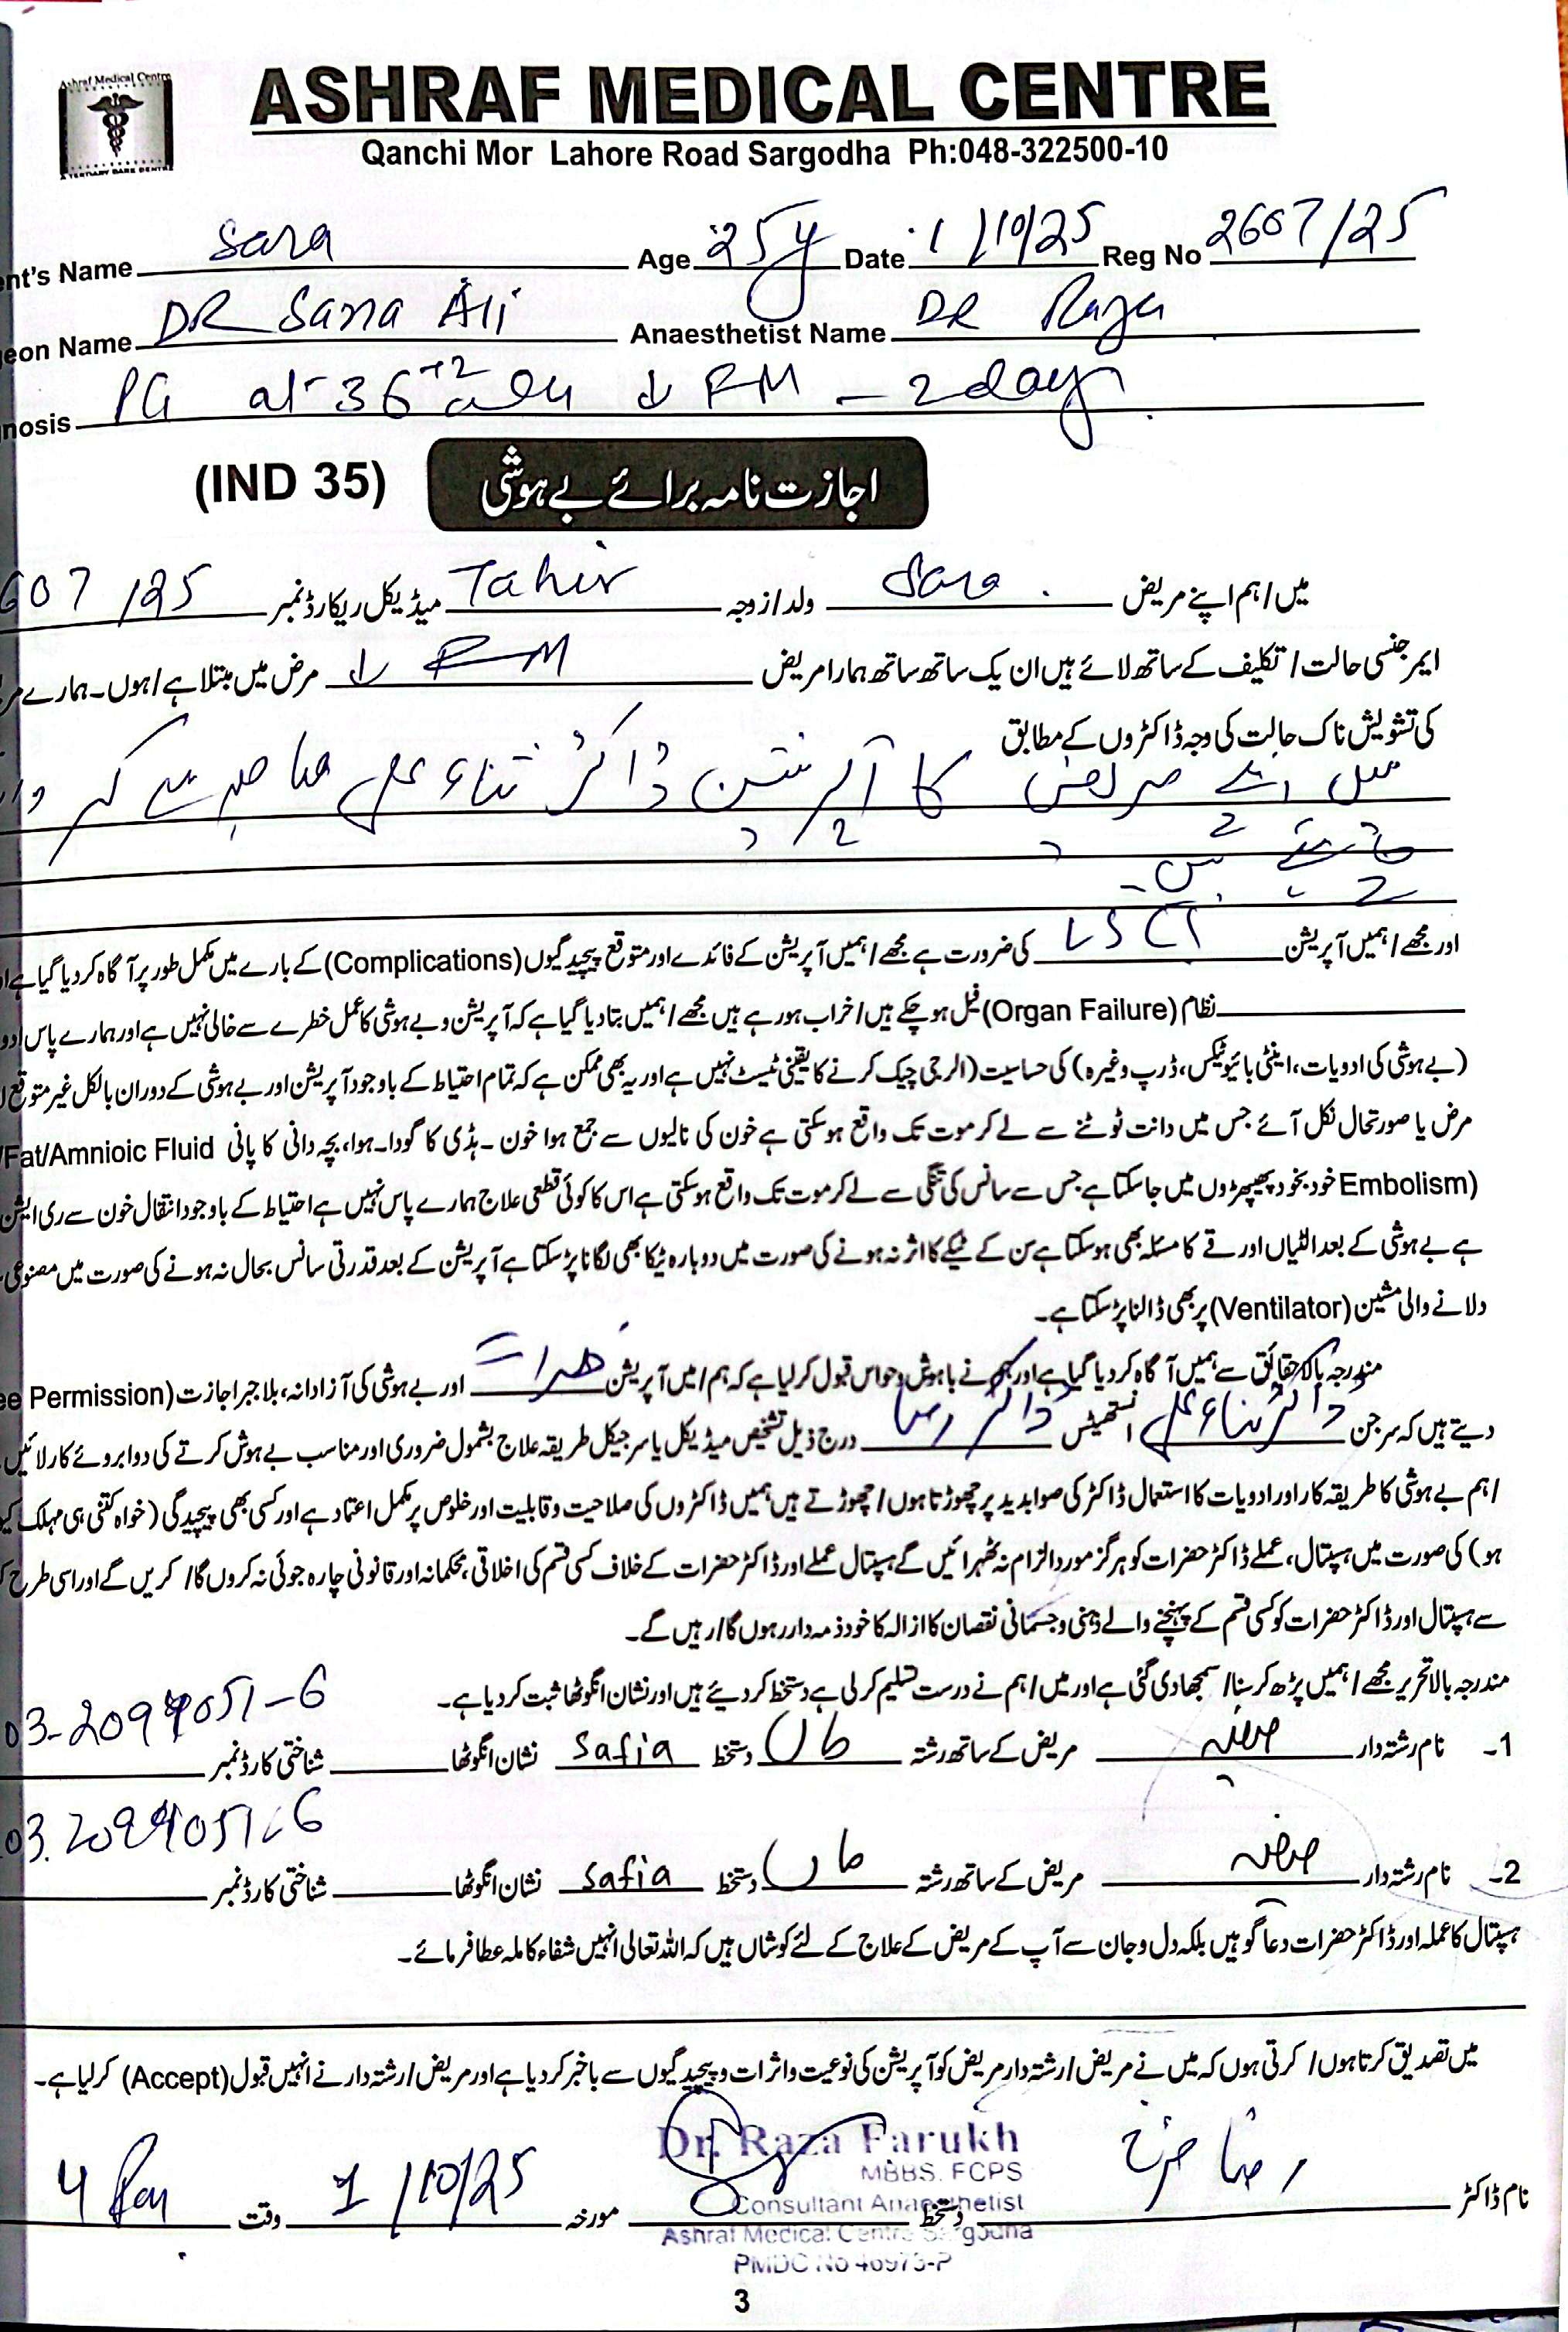 Ashraf Medical Centre
A TERTIARY CARE CENTRE
ASHRAF MEDICAL CENTRE
Qanchi Mor Lahore Road Sargodha Ph:048-322500-10
ent's Name Sara Age 25y Date 1/10/25 Reg No 2607/25
eon Name DR Sana Ali Anaesthetist Name DR Raza
nosis PG at 36+2 ↓ FM - 2 day
(IND 35) اجازت نامہ برائے بے ہوشی
میں/ہم اپنے مریض Sara ولد/زوجہ Tahir میڈیکل ریکارڈ نمبر 607/25
ایمرجنسی حالت/تکلیف کے ساتھ لائے ہیں ان یک ساتھ ساتھ ہمارا مریض ↓ FM مرض میں مبتلا ہے/ہوں۔ ہمارے
کی تشویش ناک حالت کی وجہ ڈاکٹروں کے مطابق
میں اپنے مریض کا آپریشن ڈاکٹر ثناء علی صاحبہ سے کر
چاہتے ہیں۔
اور مجھے/ہمیں آپریشن LSCS کی ضرورت ہے مجھے/ہمیں آپریشن کے فائدے اور متوقع پیچیدگیوں (Complications) کے بارے میں مکمل طور پر آگاہ کر دیا گیا ہے
نظام (Organ Failure) فیل ہو چکے ہیں/خراب ہو رہے ہیں مجھے/ہمیں بتا دیا گیا ہے کہ آپریشن و بے ہوشی کا عمل خطرے سے خالی نہیں ہے اور ہمارے پاس
(بے ہوشی کی ادویات، اینٹی بائیوٹیکس، ڈرپ وغیرہ) کی حساسیت (الرجی چیک کرنے کا یقینی ٹیسٹ نہیں ہے اور یہ بھی ممکن ہے کہ تمام احتیاط کے باوجود آپریشن اور بے ہوشی کے دوران بالکل غیر متوقع
مرض یا صورتحال نکل آئے جس میں دانت ٹوٹنے سے لے کر موت تک واقع ہو سکتی ہے خون کی نالیوں سے جمع ہوا خون۔ ہڈی کا گودا۔ ہوا، بچہ دانی کا پانی /Fat/Amnioic Fluid
(Embolism خود بخود پھیپھڑوں میں جا سکتا ہے جس سے سانس کی تنگی سے لے کر موت تک واقع ہو سکتی ہے اس کا کوئی قطعی علاج ہمارے پاس نہیں ہے احتیاط کے باوجود انتقال خون سے ری ایکشن
ہے بے ہوشی کے بعد الٹیاں اور قے کا مسئلہ بھی ہو سکتا ہے سن کے ٹیکے کا اثر نہ ہونے کی صورت میں دوبارہ ٹیکا بھی لگانا پڑ سکتا ہے آپریشن کے بعد قدرتی سانس بحال نہ ہونے کی صورت میں مصنوعی
دلانے والی مشین (Ventilator) پر بھی ڈالنا پڑ سکتا ہے۔
مندرجہ بالا حقائق سے ہمیں آگاہ کر دیا گیا ہے اور ہم نے باہوش و حواس قبول کر لیا ہے کہ ہم/میں آپریشن اور بے ہوشی کی آزادانہ، بلا جبر اجازت (ee Permission
دیتے ہیں کہ سرجن ڈاکٹر ثناء علی انستھیٹس ڈاکٹر رضا درج ذیل تشخیص میڈیکل یا سرجیکل طریقہ علاج بشمول ضروری اور مناسب بے ہوش کرتے کی دوا بروئے کار لائیں
/ہم بے ہوشی کا طریقہ کار اور ادویات کا استعمال ڈاکٹر کی صوابدید پر چھوڑتا ہوں/چھوڑتے ہیں ہمیں ڈاکٹروں کی صلاحیت و قابلیت اور خلوص پر مکمل اعتماد ہے اور کسی بھی پیچیدگی (خواہ کتنی ہی مہلک
ہو) کی صورت میں ہسپتال، عملے ڈاکٹر حضرات کو ہرگز مورد الزام نہ ٹھہرائیں گے ہسپتال عملے اور ڈاکٹر حضرات کے خلاف کسی قسم کی اخلاقی، محکمانہ اور قانونی چارہ جوئی نہ کروں گا/کریں گے اور اسی طرح
سے ہسپتال اور ڈاکٹر حضرات کو کسی قسم کے پہنچنے والے ذہنی و جسمانی نقصان کا ازالہ کا خود ذمہ دار رہوں گا/رہیں گے۔
مندرجہ بالا تحریر مجھے/ہمیں پڑھ کر سنا/سمجھا دی گئی ہے اور میں/ہم نے درست تسلیم کر لی ہے دستخط کر دیئے ہیں اور نشان انگوٹھا ثبت کر دیا ہے۔
1۔ نام رشتہ دار صفیہ مریض کے ساتھ رشتہ ماں دستخط Safia نشان انگوٹھا شناختی کارڈ نمبر 03-2099051-6
2۔ نام رشتہ دار صفیہ مریض کے ساتھ رشتہ ماں دستخط Safia نشان انگوٹھا شناختی کارڈ نمبر 03-2099051-6
ہسپتال کا عملہ اور ڈاکٹر حضرات دعا گو ہیں بلکہ دل و جان سے آپ کے مریض کے علاج کے لئے کوشاں ہیں کہ اللہ تعالی انہیں شفاء کاملہ عطا فرمائے۔
میں تصدیق کرتا ہوں/کرتی ہوں کہ میں نے مریض/رشتہ دار مریض کو آپریشن کی نوعیت و اثرات و پیچیدگیوں سے باخبر کر دیا ہے اور مریض/رشتہ دار نے انہیں قبول (Accept) کر لیا ہے۔
نام ڈاکٹر رضا دستخط مورخہ 1/10/25 وقت 4 Pm
Dr. Raza Farukh
MBBS. FCPS
Consultant Anaesthetist
Ashraf Medical Centre Sargodha
PMDC No 46973-P
3